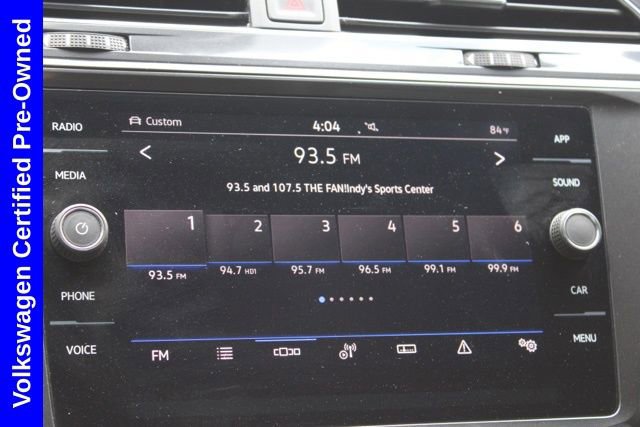 Volkswagen Certified Pre-Owned
RADIO
MEDIA
PHONE
VOICE
Custom
4:04
84°F
93.5 FM
93.5 and 107.5 THE FAN!Indy's Sports Center
1 2 3 4 5 6
93.5 FM 94.7 HD1 95.7 FM 96.5 FM 99.1 FM 99.9 FM
FM
APP
SOUND
CAR
MENU